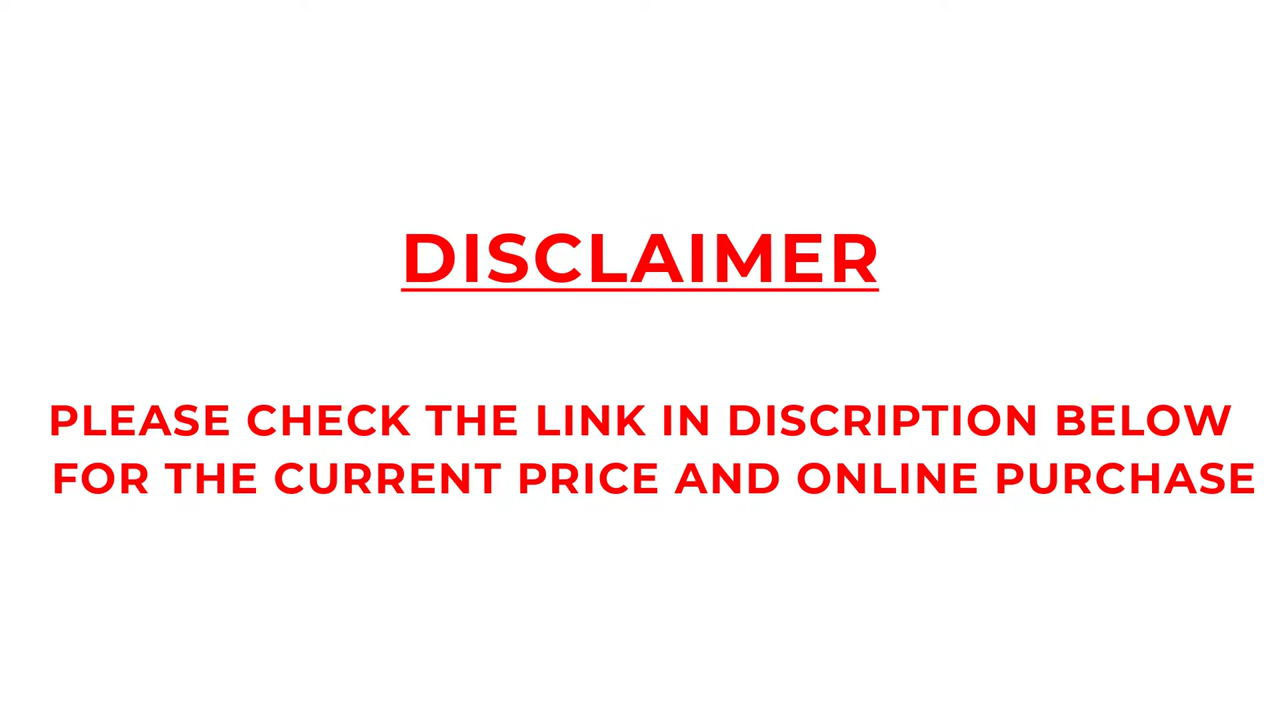 DISCLAIMER
PLEASE CHECK THE LINK IN DISCRIPTION BELOW
FOR THE CURRENT PRICE AND ONLINE PURCHASE